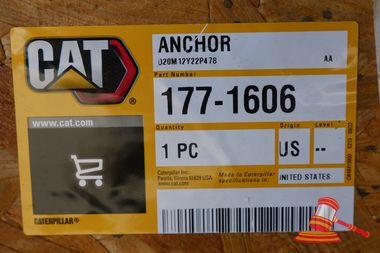 CAT
®
ANCHOR
D20M12Y22P478
AA
Part Number
177-1606
www.cat.com
Quantity
Origin
Level
1 PC
US
--
Caterpillar Inc.
Peoria, Illinois 61629 USA
www.cat.com
Made to Caterpillar
specifications in:
UNITED STATES
CATERPILLAR®